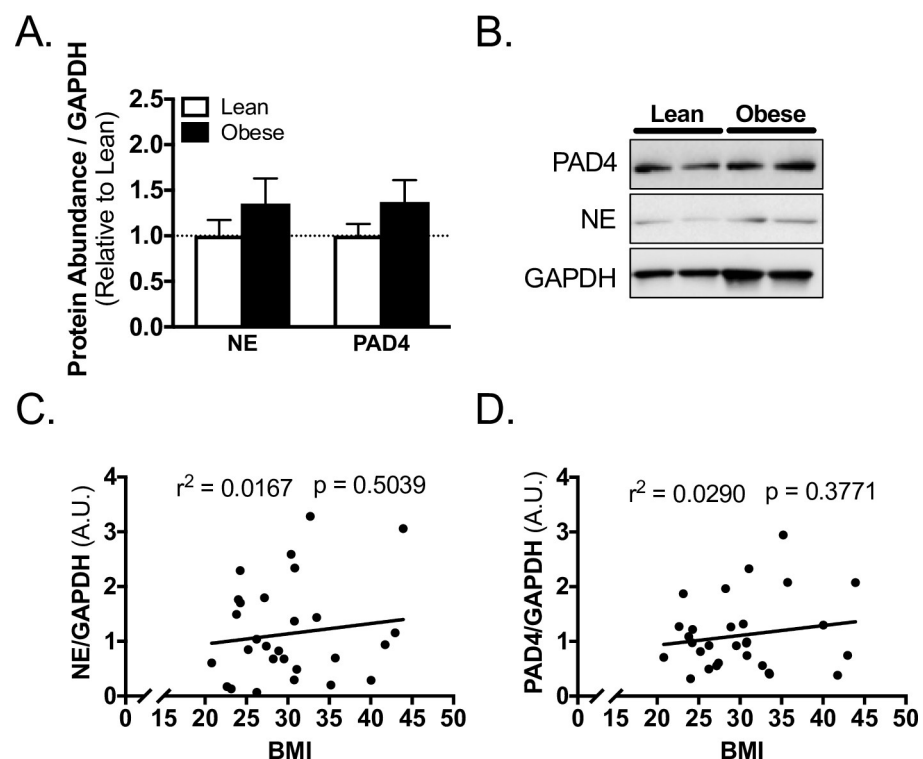 A.
Protein Abundance / GAPDH
(Relative to Lean)
2.5
2.0
1.5
1.0
0.5
0.0
Lean
Obese
NE
PAD4
B.
Lean
Obese
PAD4
NE
GAPDH
C.
NE/GAPDH (A.U.)
4
3
2
1
0
r² = 0.0167
p = 0.5039
0 15 20 25 30 35 40 45 50
BMI
D.
PAD4/GAPDH (A.U.)
4
3
2
1
0
r² = 0.0290
p = 0.3771
0 15 20 25 30 35 40 45 50
BMI